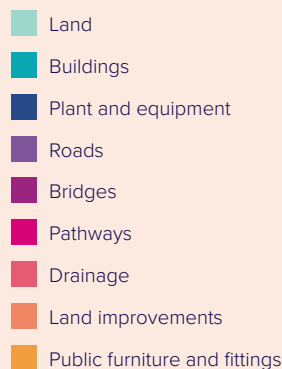 Land
Buildings
Plant and equipment
Roads
Bridges
Pathways
Drainage
Land improvements
Public furniture and fittings